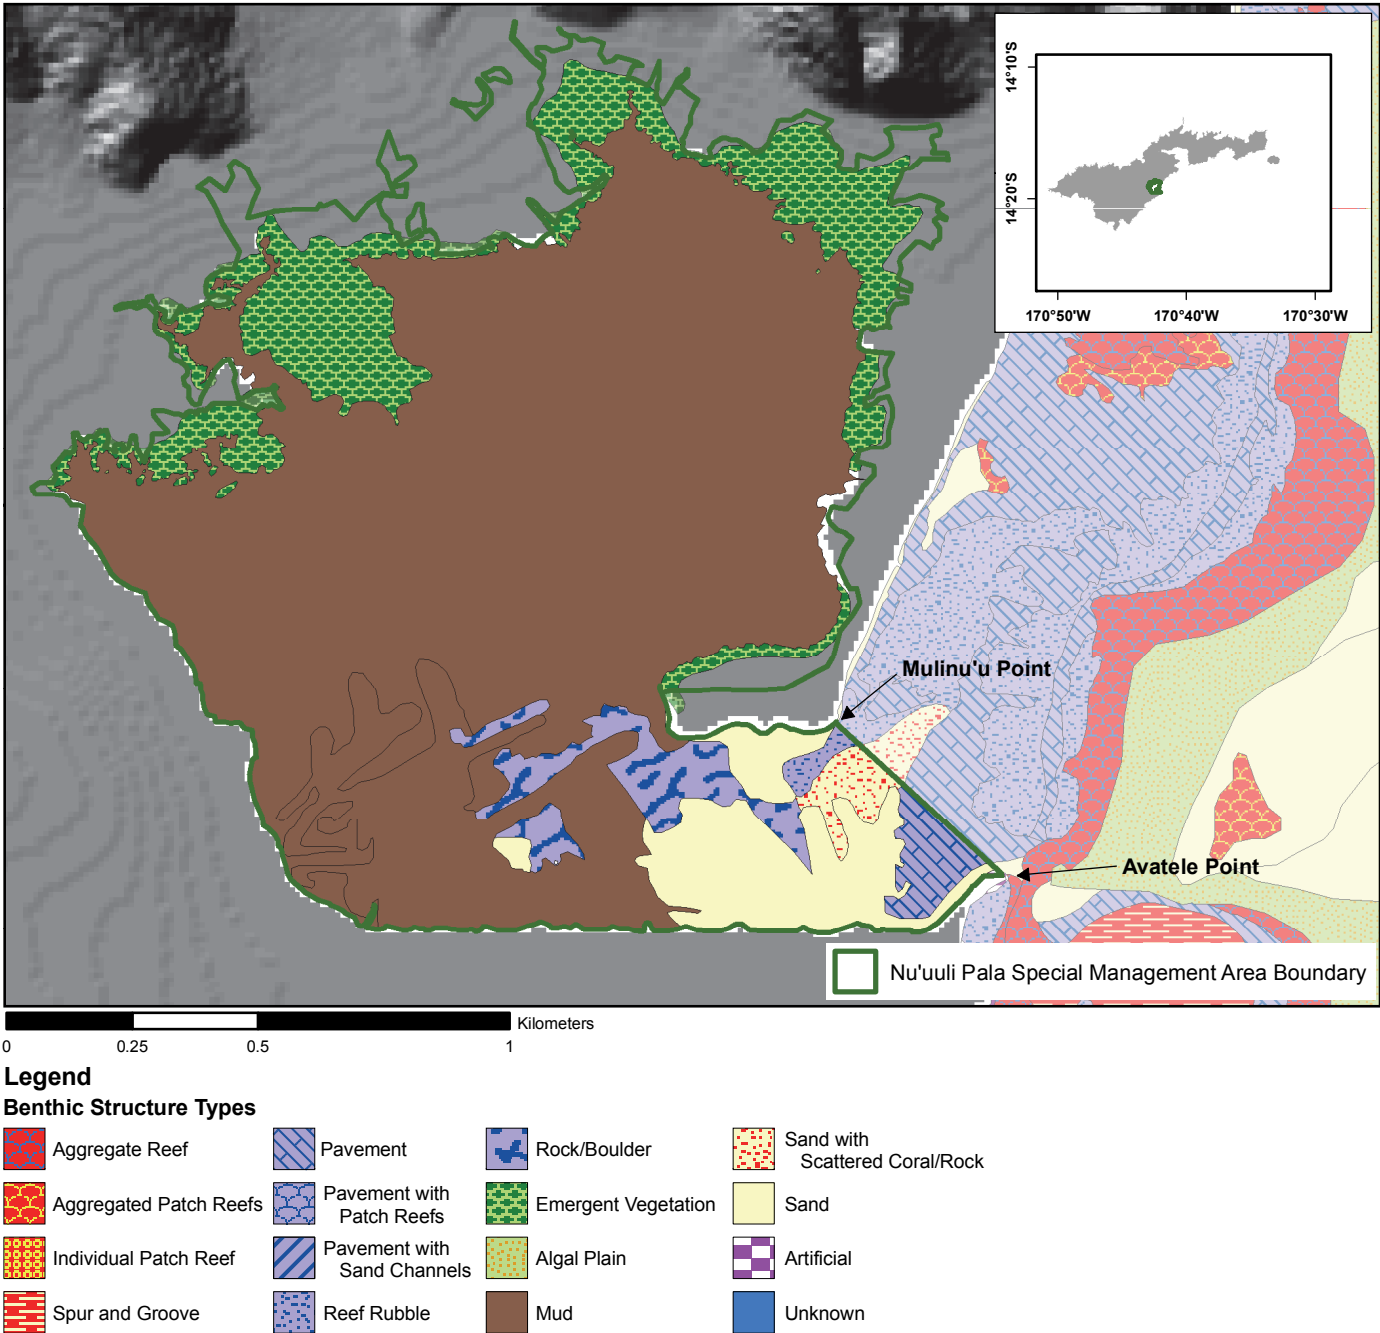 14°10'S
14°20'S
170°50'W
170°40'W
170°30'W
Mulinu'u Point
Avatele Point
Nu'uuli Pala Special Management Area Boundary
Kilometers
0
0.25
0.5
1
Legend
Benthic Structure Types
Aggregate Reef
Pavement
Rock/Boulder
Sand with
Scattered Coral/Rock
Aggregated Patch Reefs
Pavement with
Patch Reefs
Emergent Vegetation
Sand
Individual Patch Reef
Pavement with
Sand Channels
Algal Plain
Artificial
Spur and Groove
Reef Rubble
Mud
Unknown